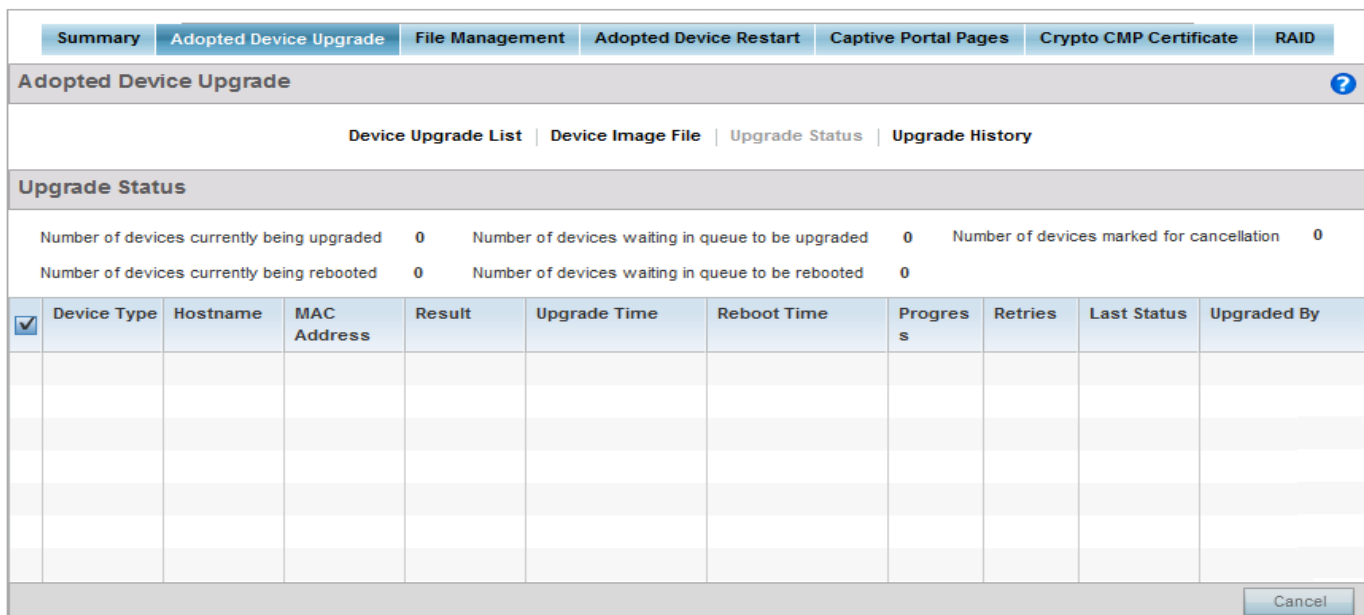 Summary Adopted Device Upgrade File Management Adopted Device Restart Captive Portal Pages Crypto CMP Certificate RAID
Adopted Device Upgrade ?
Device Upgrade List | Device Image File | Upgrade Status | Upgrade History
Upgrade Status
Number of devices currently being upgraded 0 Number of devices waiting in queue to be upgraded 0 Number of devices marked for cancellation 0
Number of devices currently being rebooted 0 Number of devices waiting in queue to be rebooted 0
Device Type Hostname MAC Result Upgrade Time Reboot Time Progres Retries Last Status Upgraded By
Address s
Cancel